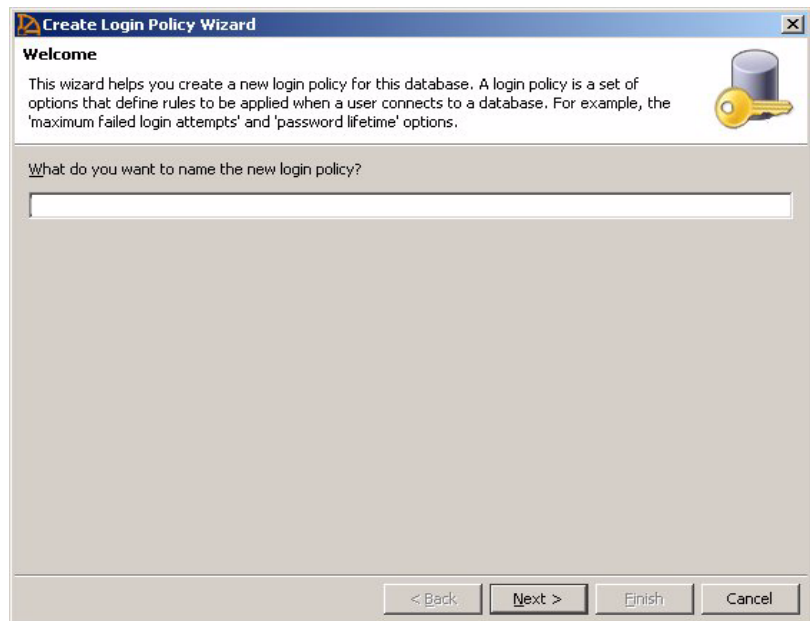 Create Login Policy Wizard
Welcome
This wizard helps you create a new login policy for this database. A login policy is a set of
options that define rules to be applied when a user connects to a database. For example, the
'maximum failed login attempts' and 'password lifetime' options.
What do you want to name the new login policy?
< Back
Next >
Finish
Cancel